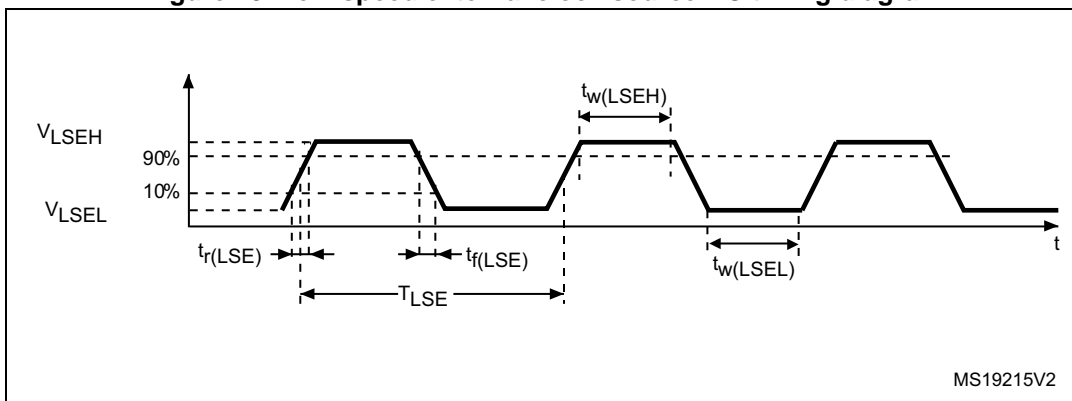 VLSEH
90%
10%
VLSEL
tr(LSE)
tf(LSE)
TLSE
tw(LSEH)
tw(LSEL)
t
MS19215V2